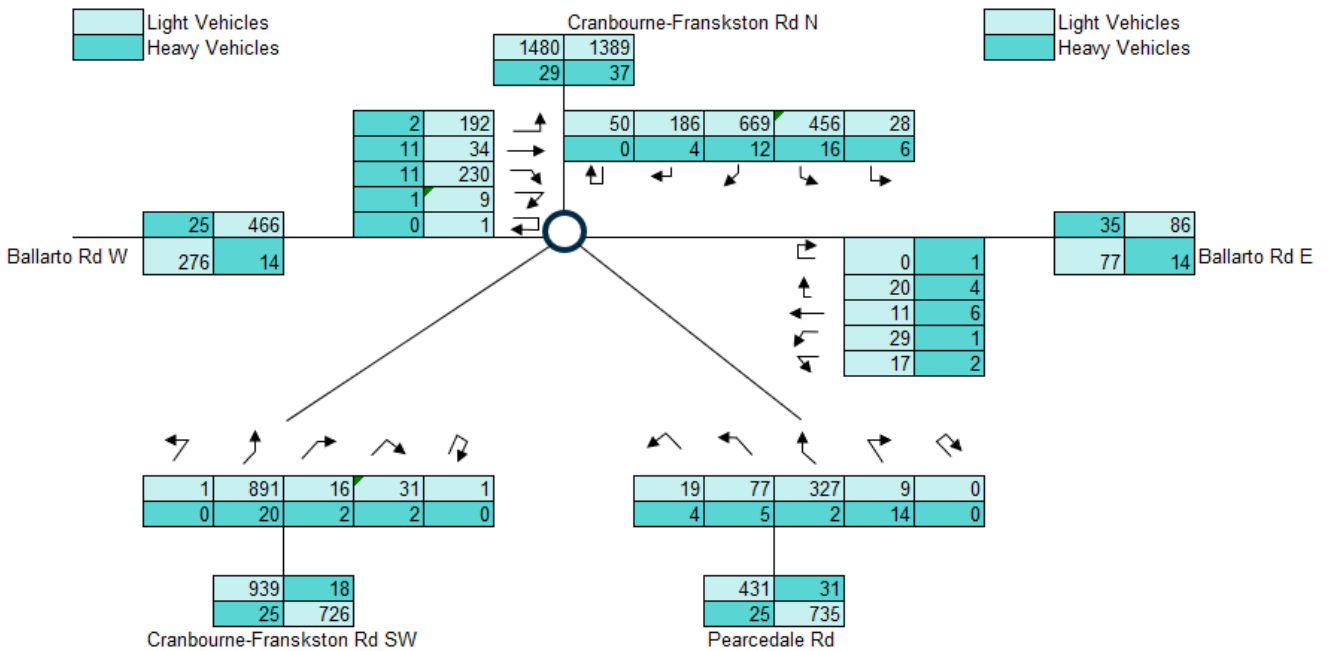 Light Vehicles
Heavy Vehicles
Cranbourne-Franskston Rd N
Light Vehicles
Heavy Vehicles
1480 1389
29 37
2 192
11 34
11 230
1 9
0 1
50 186 669 456 28
0 4 12 16 6
25 466
276 14
Ballarto Rd W
35 86
77 14
Ballarto Rd E
0 1
20 4
11 6
29 1
17 2
1 891 16 31 1
0 20 2 2 0
19 77 327 9 0
4 5 2 14 0
939 18
25 726
Cranbourne-Franskston Rd SW
431 31
25 735
Pearcedale Rd